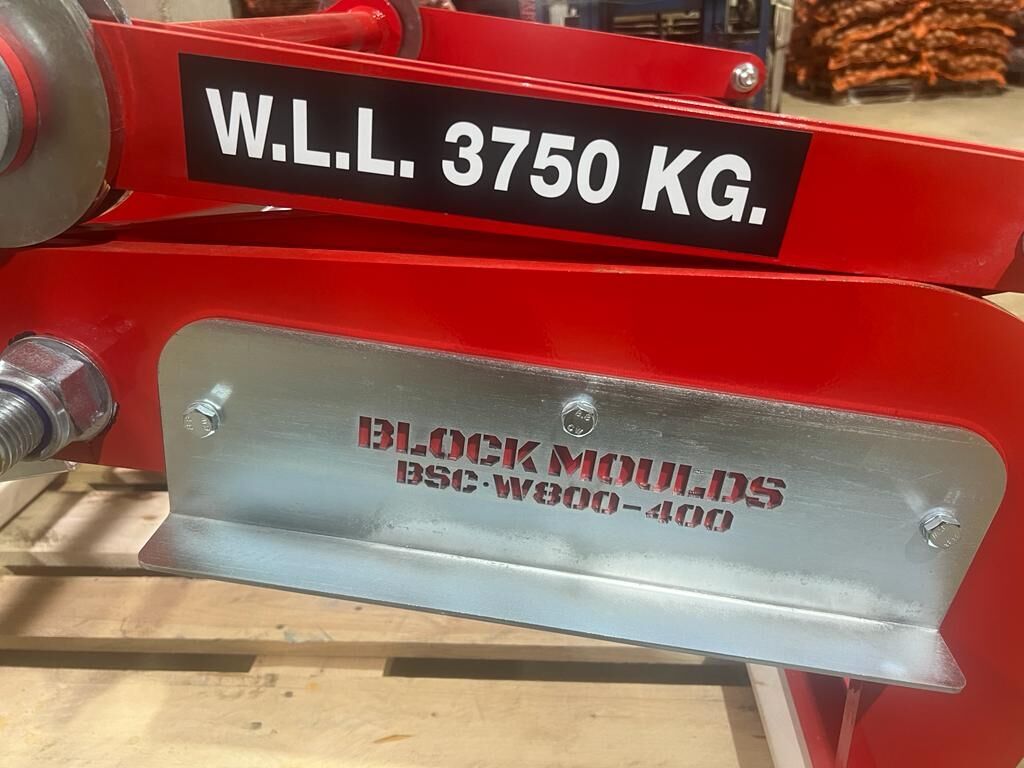 W.L.L. 3750 KG.
BLOCK MOULDS
BSC·W800-400